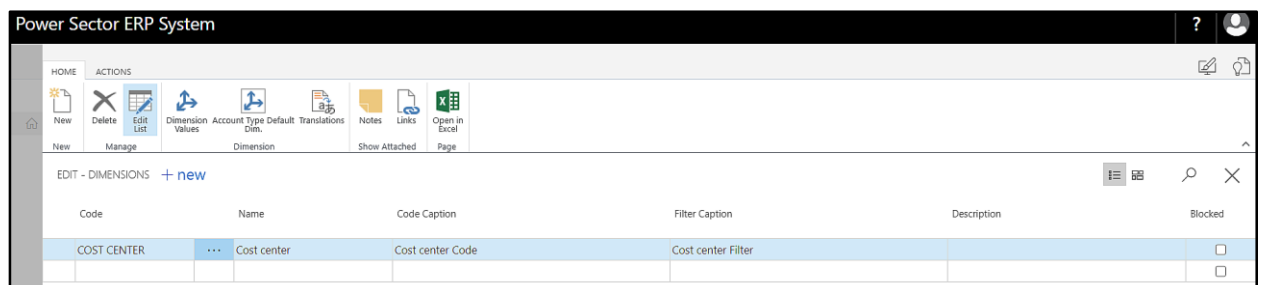 Power Sector ERP System ?
HOME ACTIONS
New Delete Edit List Dimension Values Account Type Default Dim. Translations Notes Links Open in Excel
New Manage Dimension Show Attached Page
EDIT - DIMENSIONS + new
Code Name Code Caption Filter Caption Description Blocked
COST CENTER ... Cost center Cost center Code Cost center Filter